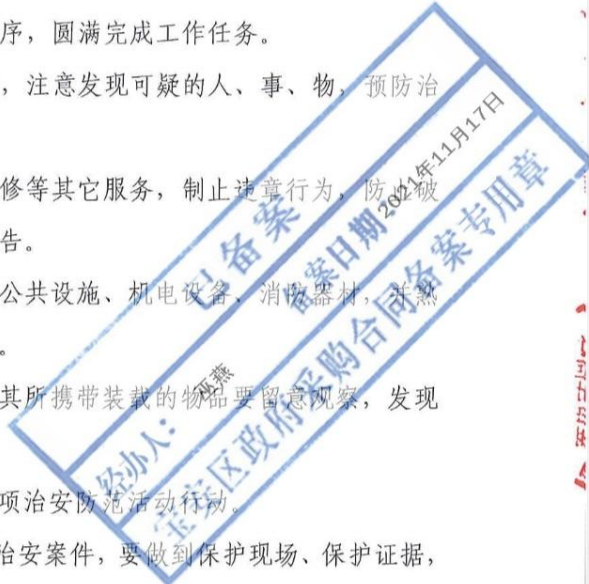 序，圆满完成工作任务。
，注意发现可疑的人、事、物，预防治
修等其它服务，制止违章行为，防止破
告。
公共设施、机电设备、消防器材，并熟
。
其所携带装载的物品要留意观察，发现
项治安防范活动行动。
治安案件，要做到保护现场、保护证据，
已备案
经办人：巫燕
备案日期：2021年11月17日
宝安区政府采购合同备案专用章